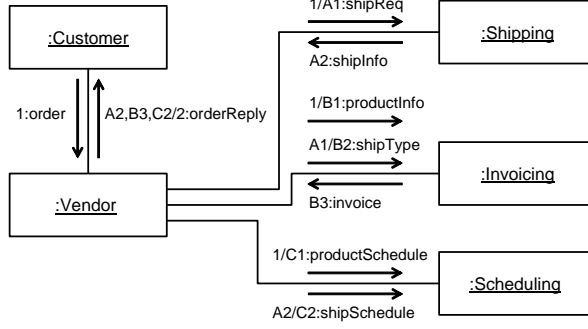 1/A1:shipReq
:Customer
A2:shipInfo
:Shipping
1:order
A2,B3,C2/2:orderReply
1/B1:productInfo
A1/B2:shipType
:Vendor
B3:invoice
:Invoicing
1/C1:productSchedule
A2/C2:shipSchedule
:Scheduling